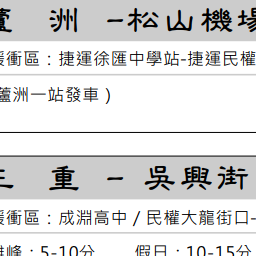 蘆 洲 -松山機場
緩衝區：捷運徐匯中學站-捷運民權
蘆洲一站發車）
三 重 - 吳興街
緩衝區：成淵高中 / 民權大龍街口-
尖峰：5-10分 假日：10-15分